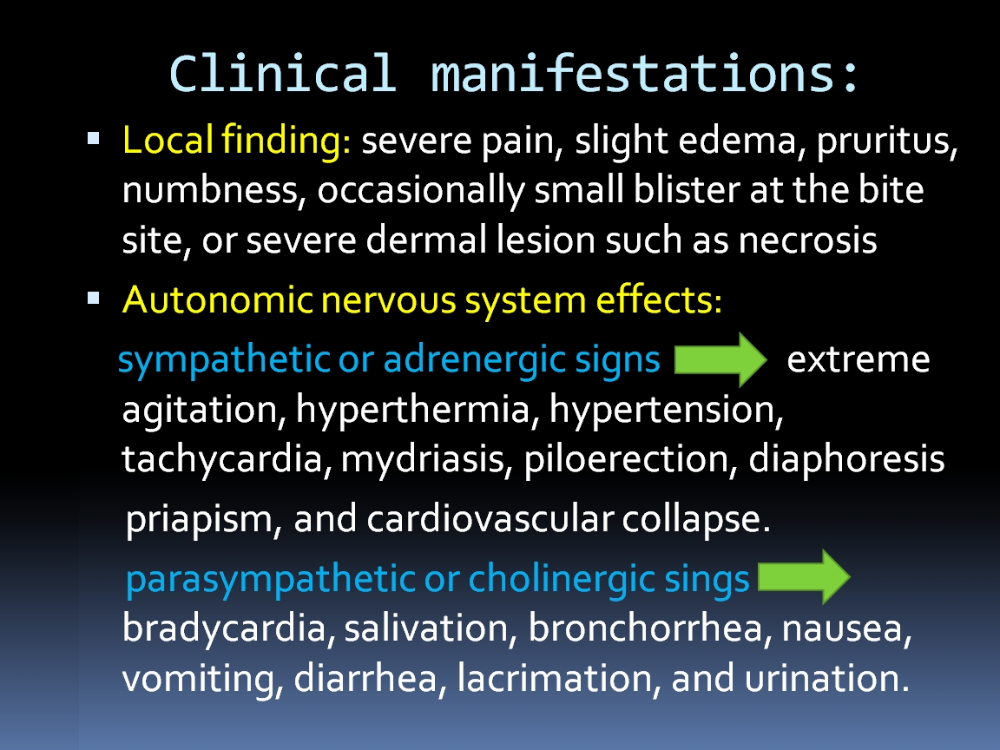 Clinical manifestations:
Local finding: severe pain, slight edema, pruritus,
numbness, occasionally small blister at the bite
site, or severe dermal lesion such as necrosis
Autonomic nervous system effects:
sympathetic or adrenergic signs extreme
agitation, hyperthermia, hypertension,
tachycardia, mydriasis, piloerection, diaphoresis
priapism, and cardiovascular collapse.
parasympathetic or cholinergic sings
bradycardia, salivation, bronchorrhea, nausea,
vomiting, diarrhea, lacrimation, and urination.